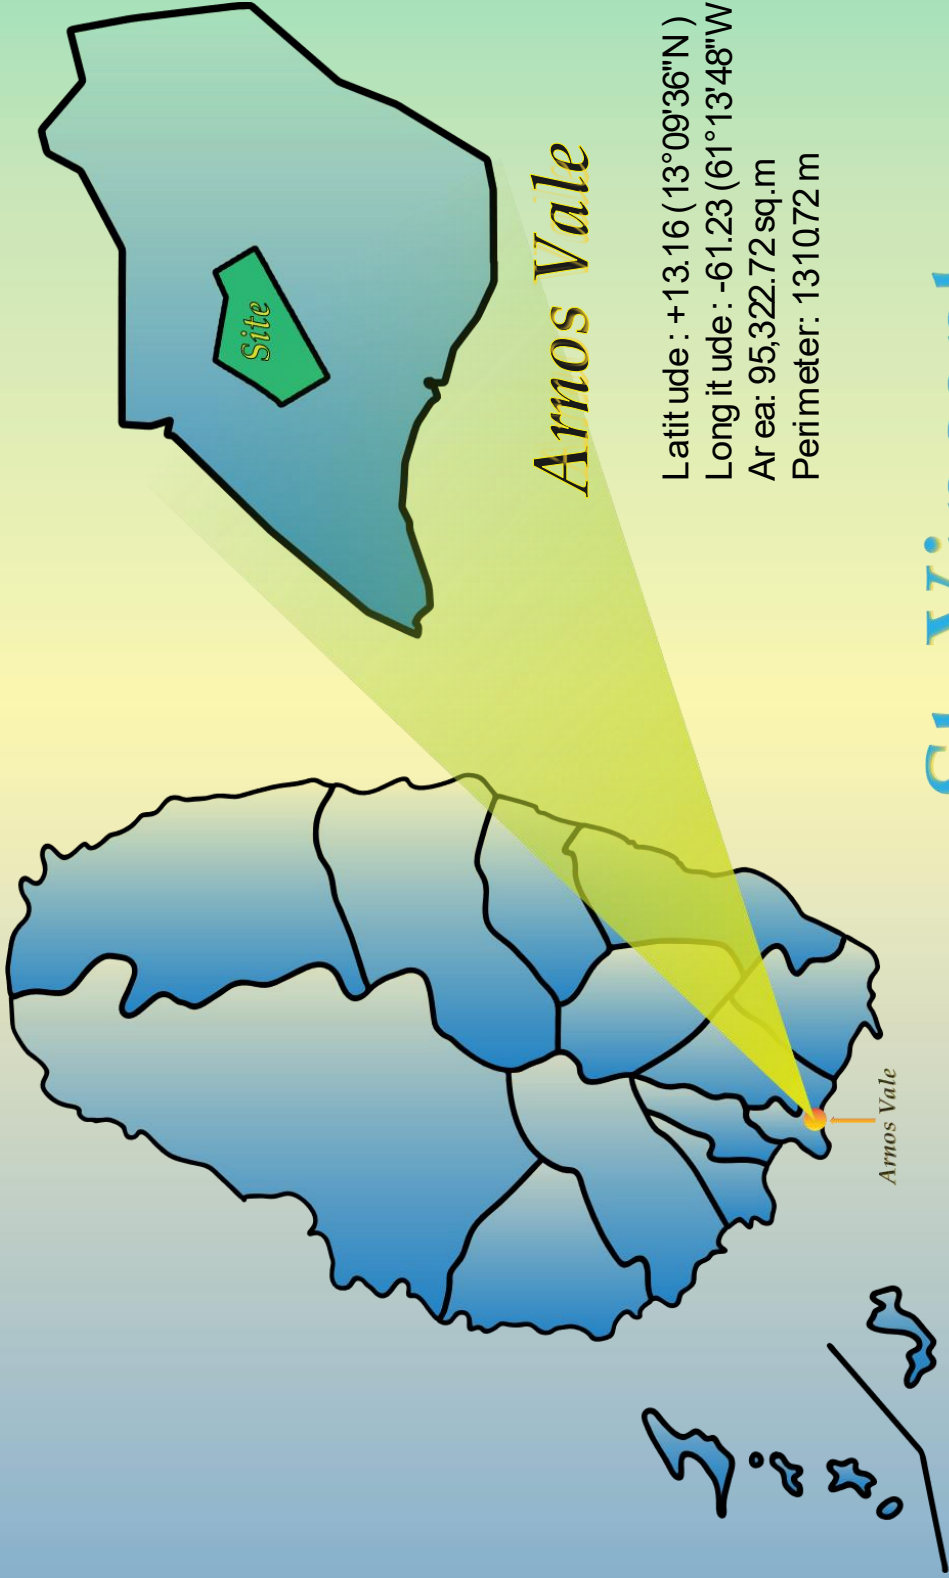 Site
Arnos Vale
Latitude : +13.16 (13°09'36"N )
Longitude : -61.23 (61°13'48"W
Area: 95,322.72 sq.m
Perimeter: 1310.72 m
Arnos Vale